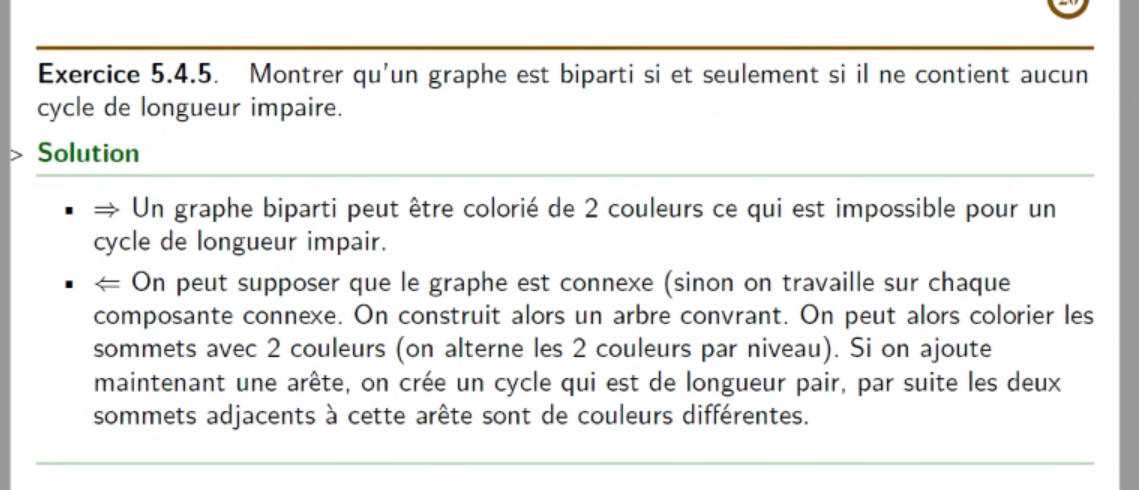 Exercice 5.4.5. Montrer qu'un graphe est biparti si et seulement si il ne contient aucun
cycle de longueur impaire.
> Solution
▪ ⇒ Un graphe biparti peut être colorié de 2 couleurs ce qui est impossible pour un
cycle de longueur impair.
▪ ⇐ On peut supposer que le graphe est connexe (sinon on travaille sur chaque
composante connexe. On construit alors un arbre convrant. On peut alors colorier les
sommets avec 2 couleurs (on alterne les 2 couleurs par niveau). Si on ajoute
maintenant une arête, on crée un cycle qui est de longueur pair, par suite les deux
sommets adjacents à cette arête sont de couleurs différentes.